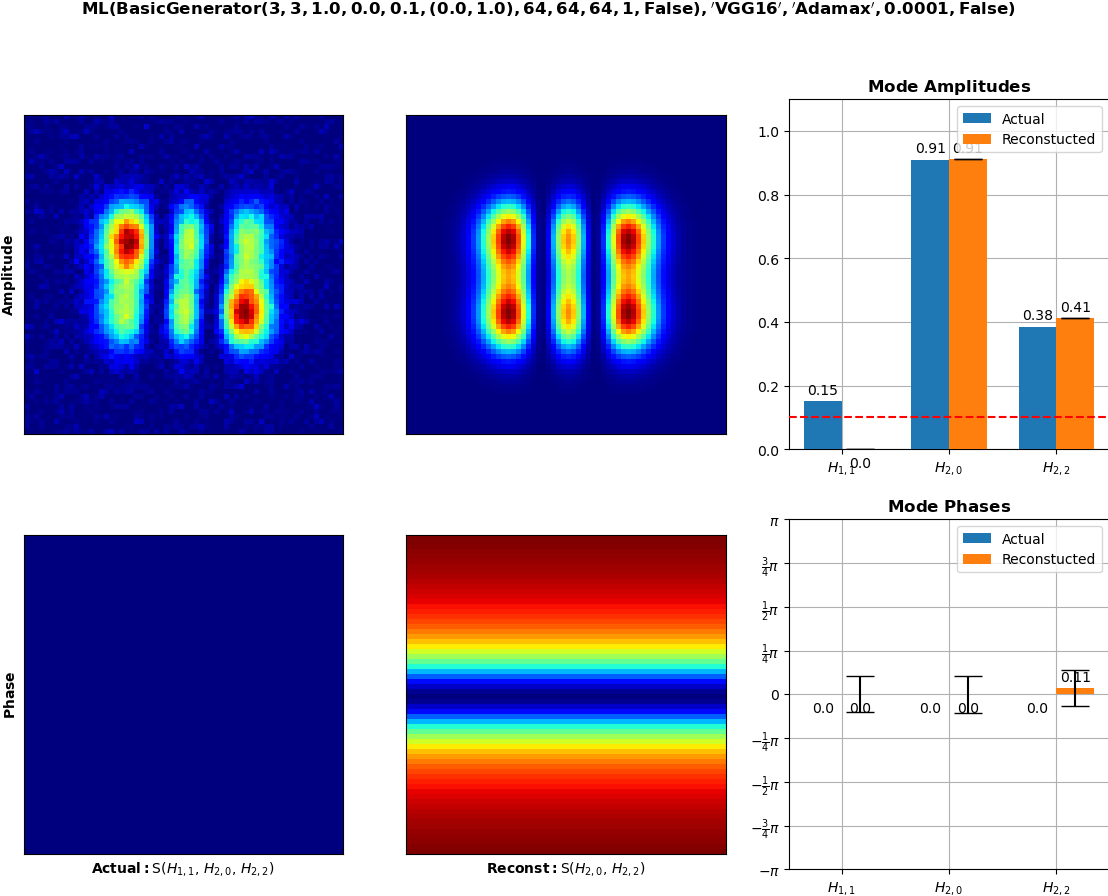 ML(BasicGenerator(3, 3, 1.0, 0.0, 0.1, (0.0, 1.0), 64, 64, 64, 1, False), ′VGG16′, ′Adamax′, 0.0001, False)
Amplitude
Mode Amplitudes
Actual
Reconstucted
1.0
0.8
0.6
0.4
0.2
0.0
0.15
0.0
0.91
0.91
0.38
0.41
H1,1
H2,0
H2,2
Phase
Actual: S(H1,1, H2,0, H2,2)
Reconst: S(H2,0, H2,2)
Mode Phases
Actual
Reconstucted
π
3/4π
1/2π
1/4π
0
−1/4π
−1/2π
−3/4π
−π
0.0
0.0
0.0
0.0
0.0
0.11
H1,1
H2,0
H2,2